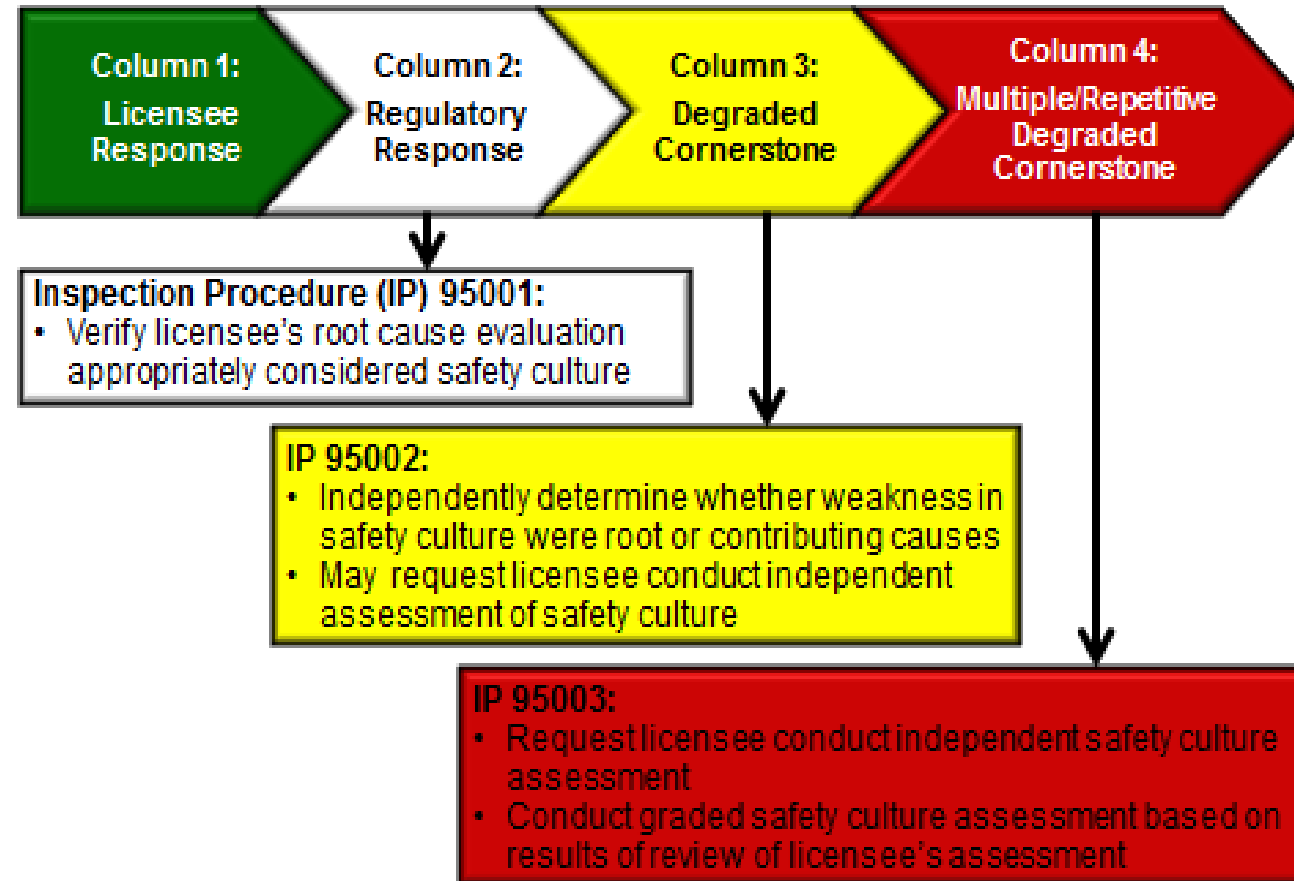 Column 1:
Licensee
Response
Column 2:
Regulatory
Response
Column 3:
Degraded
Cornerstone
Column 4:
Multiple/Repetitive
Degraded
Cornerstone
Inspection Procedure (IP) 95001:
• Verify licensee's root cause evaluation
appropriately considered safety culture
IP 95002:
• Independently determine whether weakness in
safety culture were root or contributing causes
• May request licensee conduct independent
assessment of safety culture
IP 95003:
• Request licensee conduct independent safety culture
assessment
• Conduct graded safety culture assessment based on
results of review of licensee's assessment